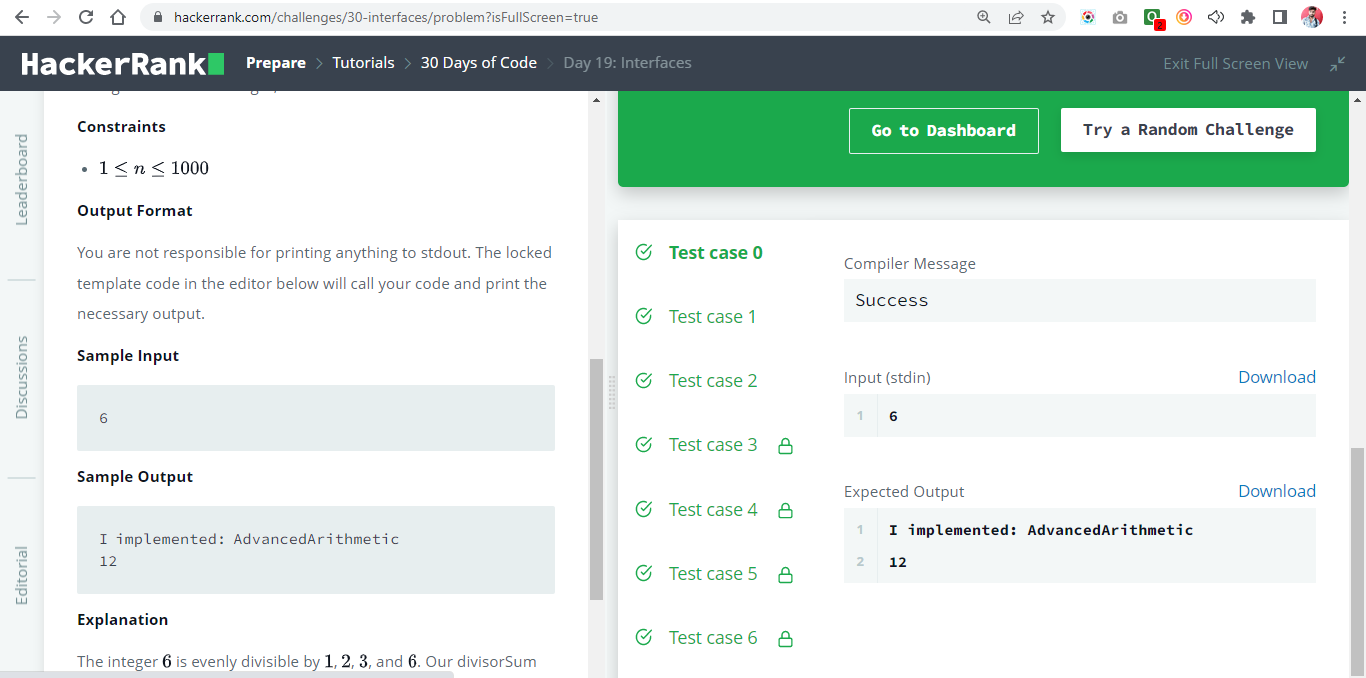 hackerrank.com/challenges/30-interfaces/problem?isFullScreen=true
2
HackerRank
Prepare > Tutorials > 30 Days of Code > Day 19: Interfaces
Exit Full Screen View
Leaderboard
Discussions
Editorial
Constraints
• 1 ≤ n ≤ 1000
Output Format
You are not responsible for printing anything to stdout. The locked
template code in the editor below will call your code and print the
necessary output.
Sample Input
6
Sample Output
I implemented: AdvancedArithmetic
12
Explanation
The integer 6 is evenly divisible by 1, 2, 3, and 6. Our divisorSum
Go to Dashboard
Try a Random Challenge
Test case 0
Test case 1
Test case 2
Test case 3
Test case 4
Test case 5
Test case 6
Compiler Message
Success
Input (stdin)
Download
1 6
Expected Output
Download
1 I implemented: AdvancedArithmetic
2 12